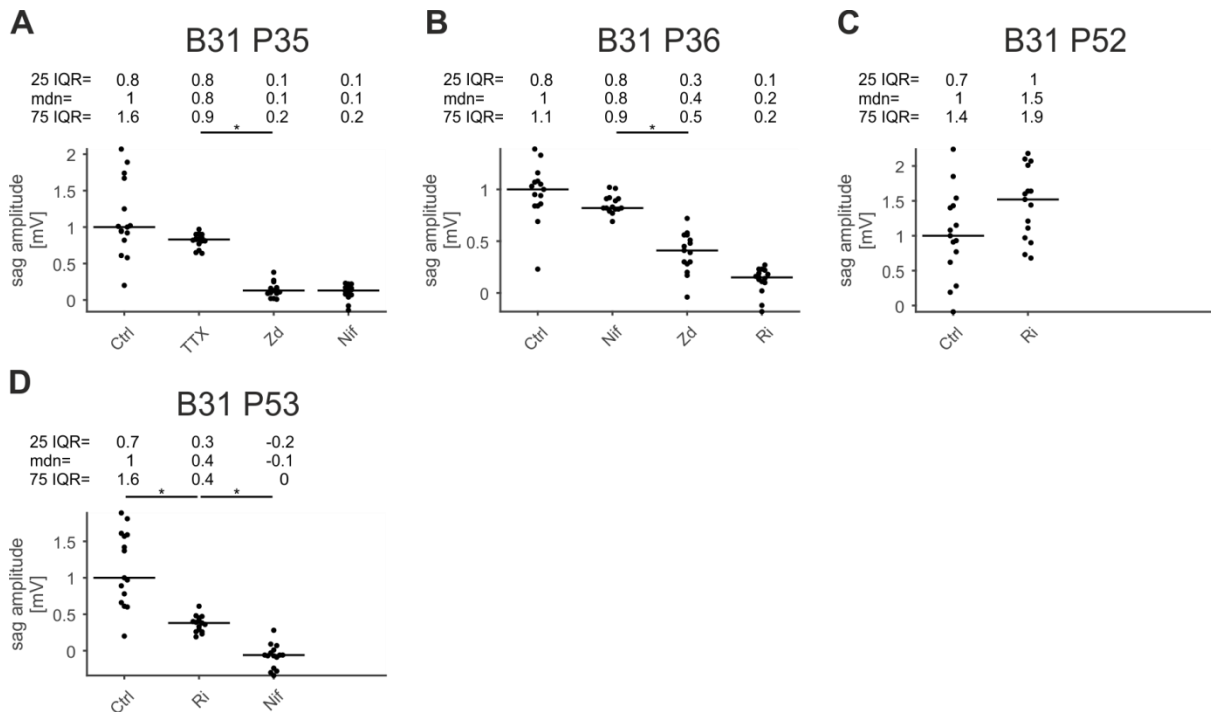 A
B31 P35
25 IQR= 0.8 0.8 0.1 0.1
mdn= 1 0.8 0.1 0.1
75 IQR= 1.6 0.9 0.2 0.2
*
sag amplitude
[mV]
2
1.5
1
0.5
0
Ctrl TTX Zd Nif
B
B31 P36
25 IQR= 0.8 0.8 0.3 0.1
mdn= 1 0.8 0.4 0.2
75 IQR= 1.1 0.9 0.5 0.2
*
sag amplitude
[mV]
1
0.5
0
Ctrl Nif Zd Ri
C
B31 P52
25 IQR= 0.7 1
mdn= 1 1.5
75 IQR= 1.4 1.9
sag amplitude
[mV]
2
1.5
1
0.5
0
Ctrl Ri
D
B31 P53
25 IQR= 0.7 0.3 -0.2
mdn= 1 0.4 -0.1
75 IQR= 1.6 0.4 0
* *
sag amplitude
[mV]
1.5
1
0.5
0
Ctrl Ri Nif